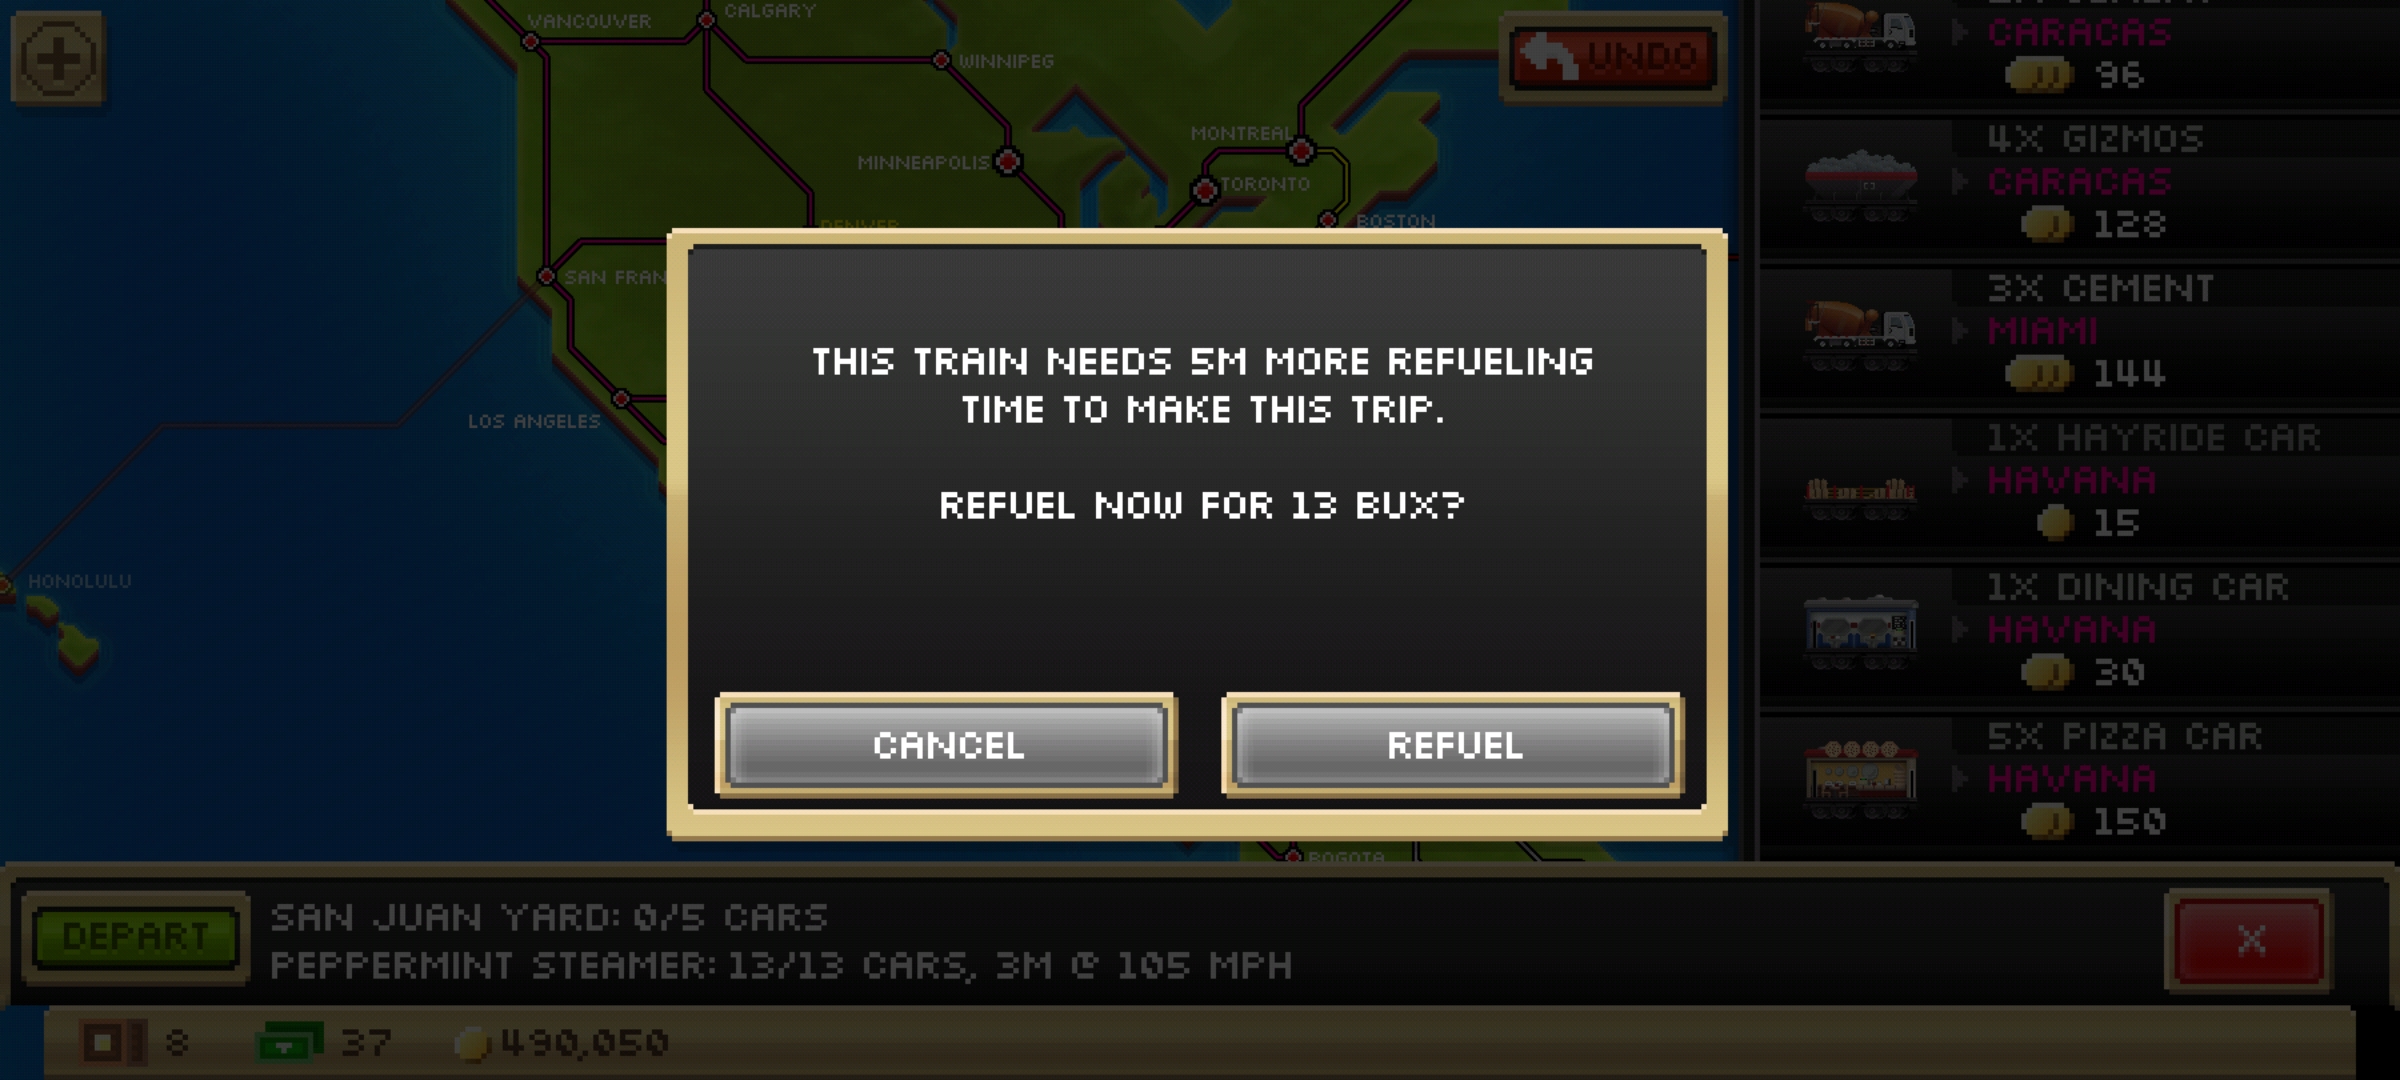 VANCOUVER
CALGARY
WINNIPEG
MINNEAPOLIS
MONTREAL
TORONTO
DENVER
BOSTON
SAN FRAN
LOS ANGELES
HONOLULU
BOGOTA
UNDO
THIS TRAIN NEEDS 5M MORE REFUELING
TIME TO MAKE THIS TRIP.
REFUEL NOW FOR 13 BUX?
CANCEL
REFUEL
CARACAS
96
4X GIZMOS
CARACAS
128
3X CEMENT
MIAMI
144
1X HAYRIDE CAR
HAVANA
15
1X DINING CAR
HAVANA
30
5X PIZZA CAR
HAVANA
150
DEPART
SAN JUAN YARD: 0/5 CARS
PEPPERMINT STEAMER: 13/13 CARS, 3M @ 105 MPH
X
8
37
490,050